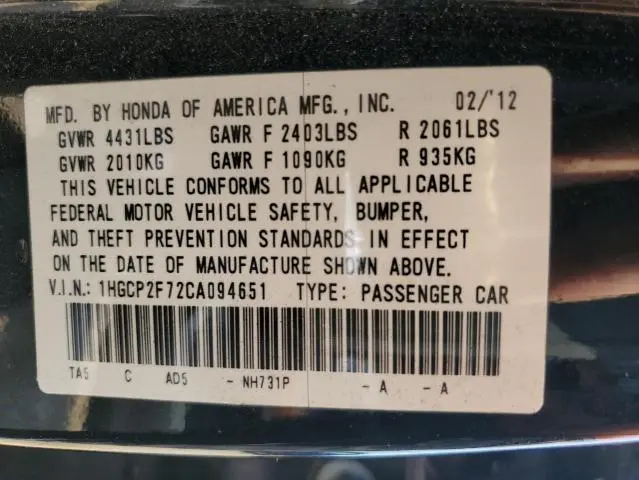 MFD. BY HONDA OF AMERICA MFG., INC. 02/'12
GVWR 4431LBS GAWR F 2403LBS R 2061LBS
GVWR 2010KG GAWR F 1090KG R 935KG
THIS VEHICLE CONFORMS TO ALL APPLICABLE
FEDERAL MOTOR VEHICLE SAFETY, BUMPER,
AND THEFT PREVENTION STANDARDS IN EFFECT
ON THE DATE OF MANUFACTURE SHOWN ABOVE.
V.I.N.: 1HGCP2F72CA094651 TYPE: PASSENGER CAR
TA5 C AD5 - NH731P - A - A